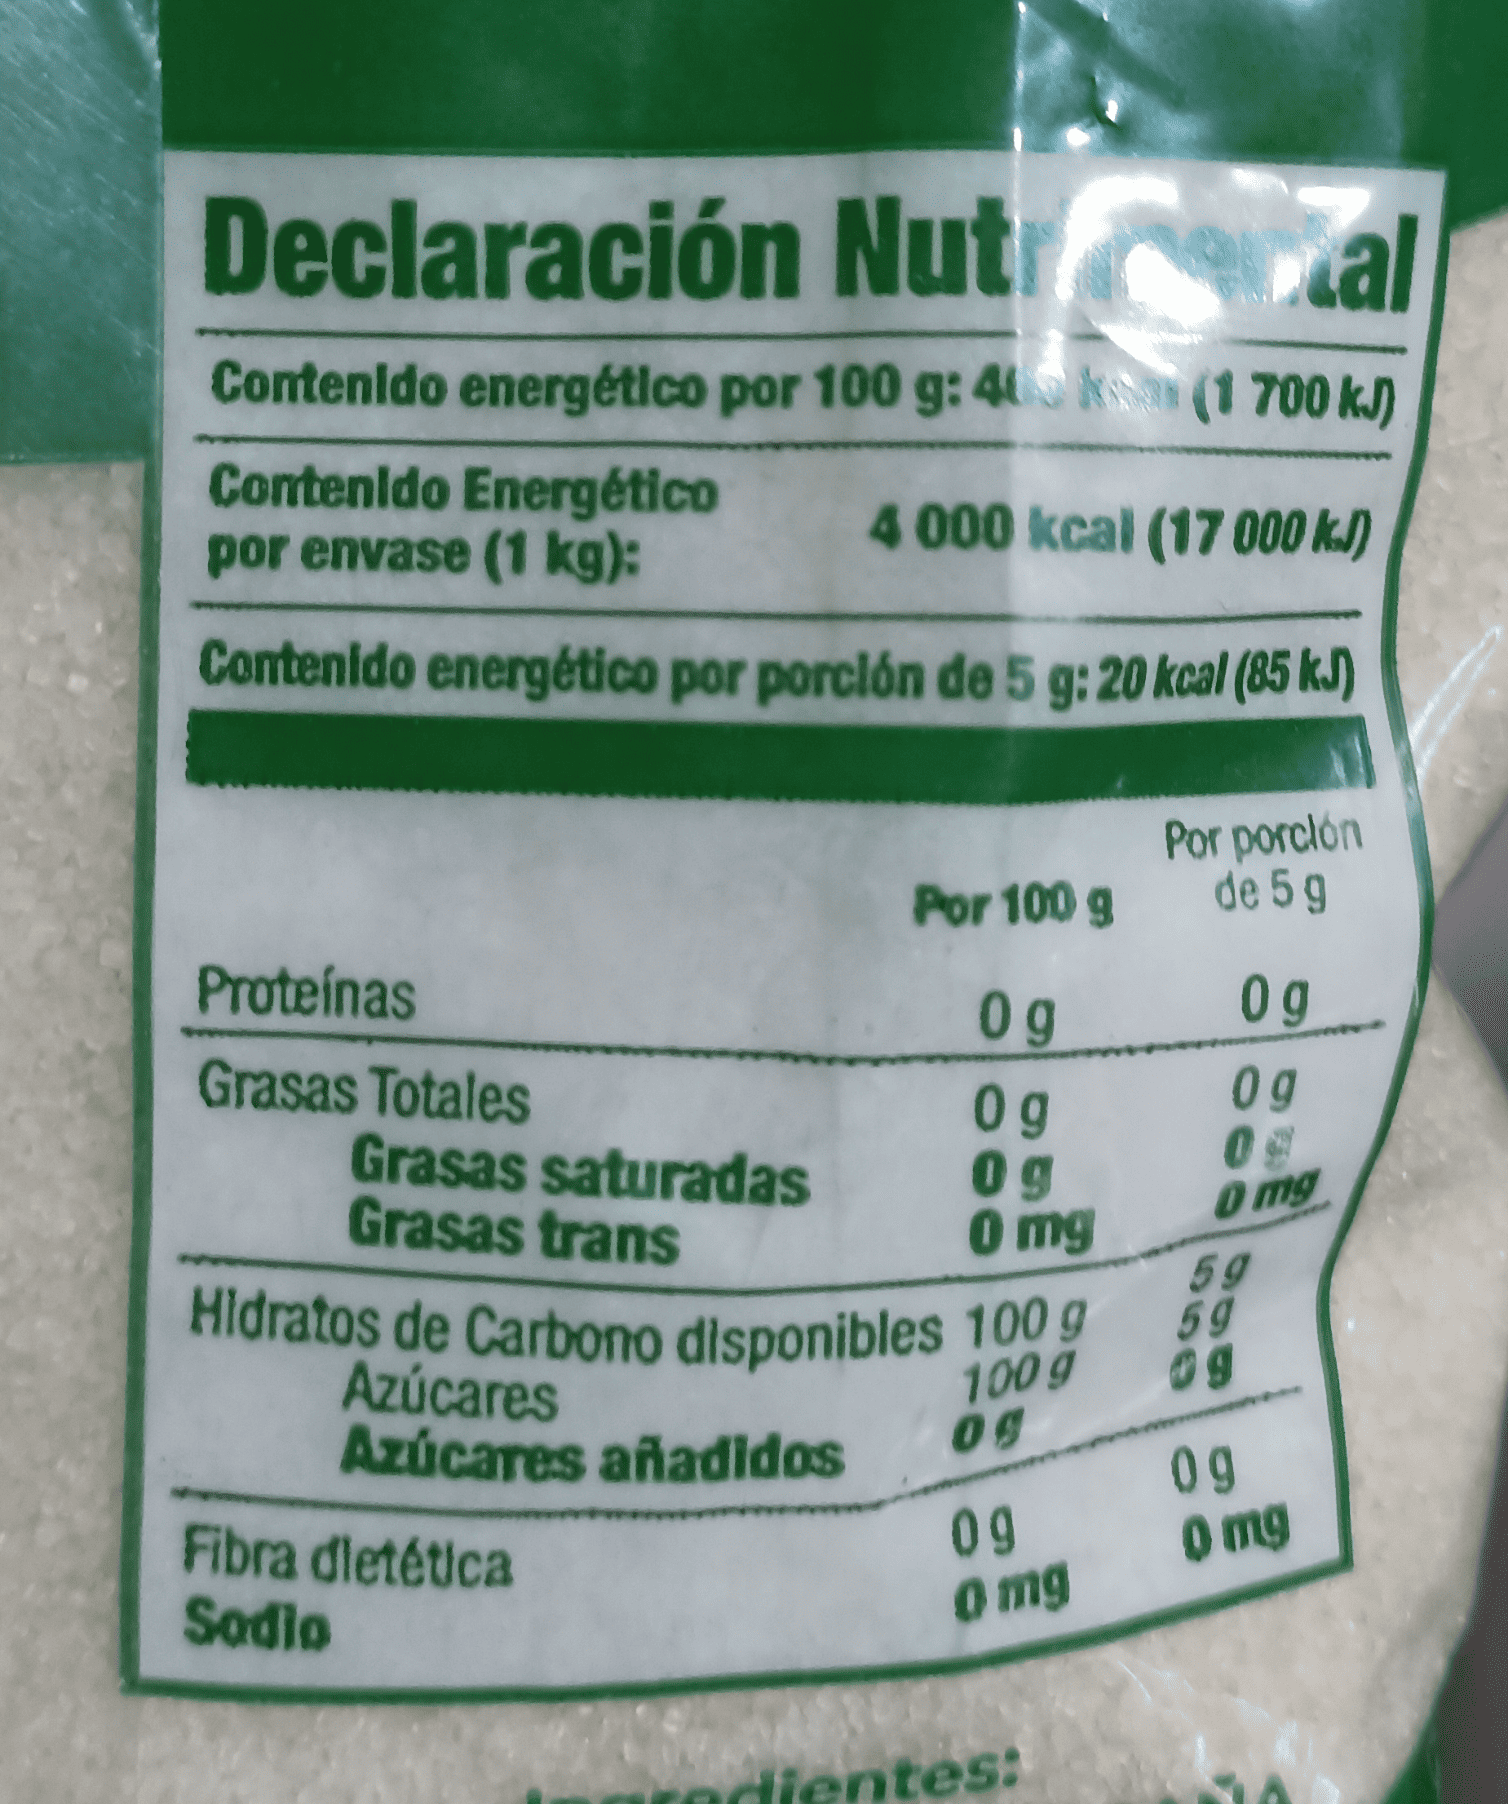 Declaración Nutrimental
Contenido energético por 100 g: (1 700 kJ)
Contenido Energético
por envase (1 kg): 4 000 kcal (17 000 kJ)
Contenido energético por porción de 5 g: 20 kcal (85 kJ)
Por 100 g Por porción de 5 g
Proteínas 0 g 0 g
Grasas Totales 0 g 0 g
Grasas saturadas 0 g 0 g
Grasas trans 0 mg 0 mg
Hidratos de Carbono disponibles 100 g 5 g
Azúcares 100 g 5 g
Azúcares añadidos 0 g 0 g
Fibra dietética 0 g 0 g
Sodio 0 mg 0 mg
Ingredientes: